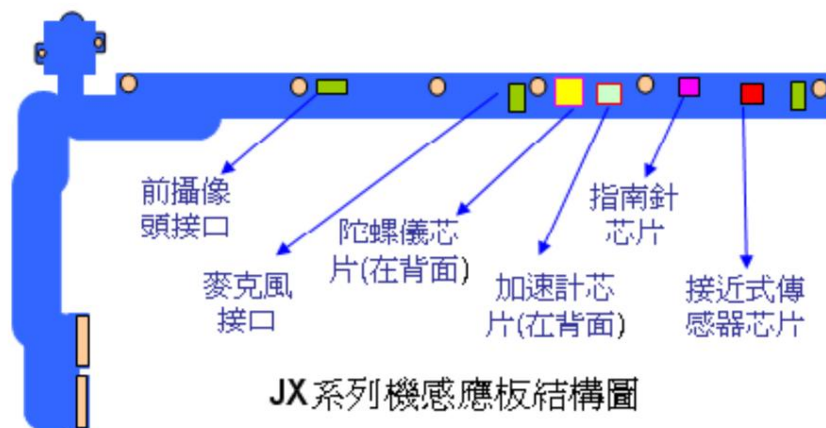 前攝像
頭接口
麥克風
接口
陀螺儀芯
片(在背面)
加速計芯
片(在背面)
指南針
芯片
接近式傳
感器芯片
JX系列機感應板結構圖